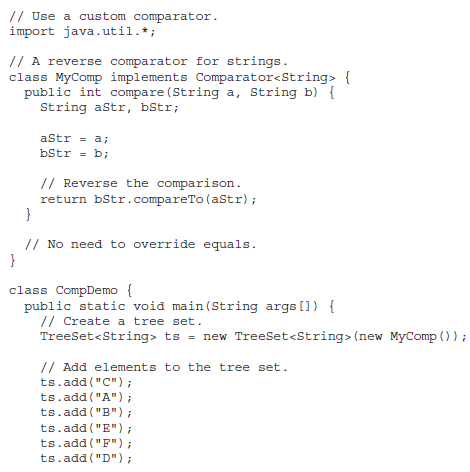 // Use a custom comparator.
import java.util.*;

// A reverse comparator for strings.
class MyComp implements Comparator<String> {
  public int compare(String a, String b) {
    String aStr, bStr;

    aStr = a;
    bStr = b;

    // Reverse the comparison.
    return bStr.compareTo(aStr);
  }

  // No need to override equals.
}

class CompDemo {
  public static void main(String args[]) {
    // Create a tree set.
    TreeSet<String> ts = new TreeSet<String>(new MyComp());

    // Add elements to the tree set.
    ts.add("C");
    ts.add("A");
    ts.add("B");
    ts.add("E");
    ts.add("F");
    ts.add("D");